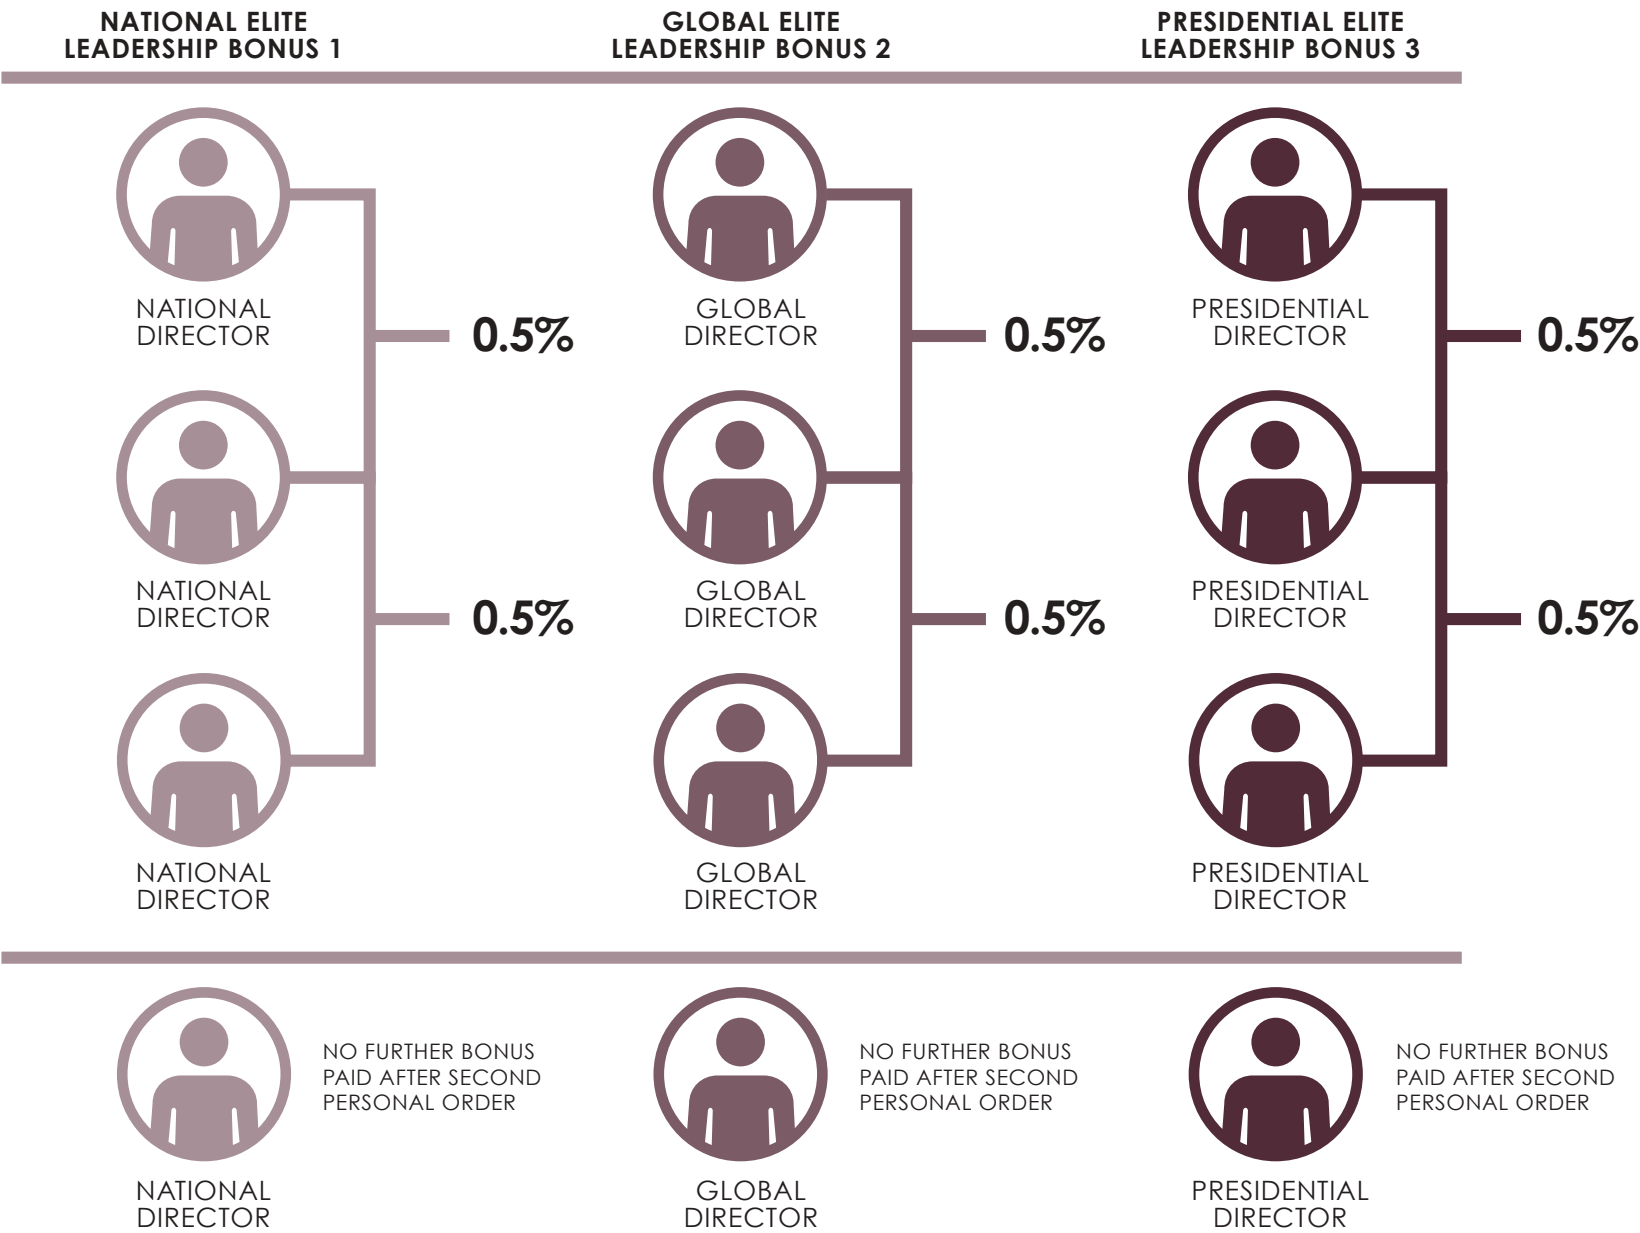 NATIONAL ELITE
LEADERSHIP BONUS 1
GLOBAL ELITE
LEADERSHIP BONUS 2
PRESIDENTIAL ELITE
LEADERSHIP BONUS 3
NATIONAL
DIRECTOR
0.5%
GLOBAL
DIRECTOR
0.5%
PRESIDENTIAL
DIRECTOR
0.5%
NATIONAL
DIRECTOR
0.5%
GLOBAL
DIRECTOR
0.5%
PRESIDENTIAL
DIRECTOR
0.5%
NATIONAL
DIRECTOR
GLOBAL
DIRECTOR
PRESIDENTIAL
DIRECTOR
NO FURTHER BONUS
PAID AFTER SECOND
PERSONAL ORDER
NATIONAL
DIRECTOR
NO FURTHER BONUS
PAID AFTER SECOND
PERSONAL ORDER
GLOBAL
DIRECTOR
NO FURTHER BONUS
PAID AFTER SECOND
PERSONAL ORDER
PRESIDENTIAL
DIRECTOR